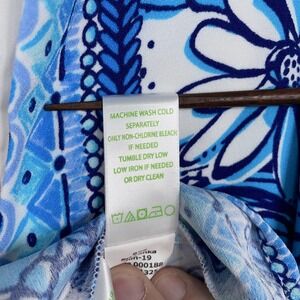 MACHINE WASH COLD
SEPARATELY
ONLY NON-CHLORINE BLEACH
IF NEEDED
TUMBLE DRY LOW
LOW IRON IF NEEDED
OR DRY CLEAN
000188